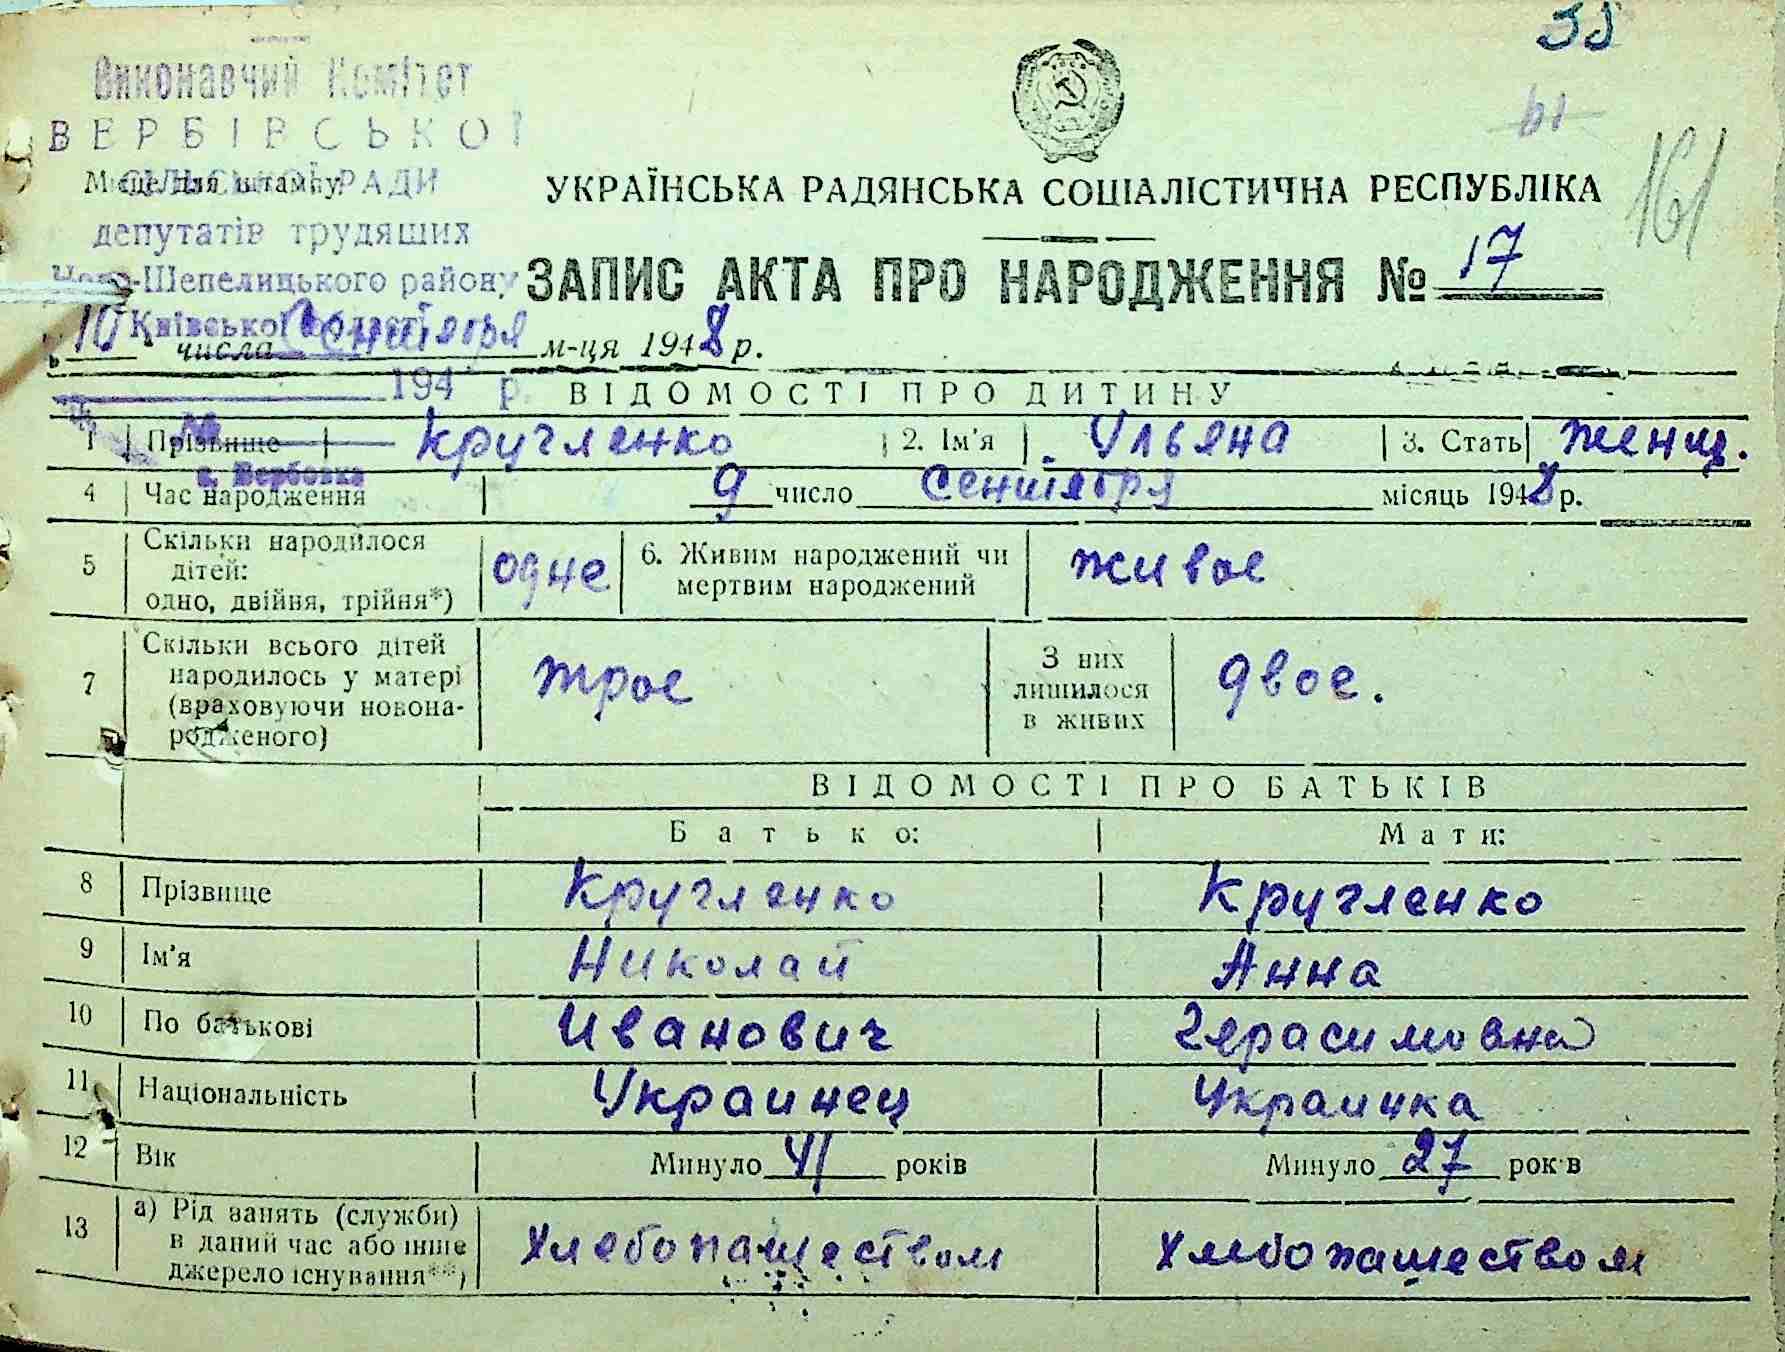 55
61
161
Виконавчий Комітет
ВЕРБІВСЬКОЇ
СІЛЬСЬКОЇ РАДИ
Місце для штампу
депутатів трудящих
Ново-Шепелицького району
Київської області
194 р.
№
с. Вербовка
УКРАЇНСЬКА РАДЯНСЬКА СОЦІАЛІСТИЧНА РЕСПУБЛІКА
ЗАПИС АКТА ПРО НАРОДЖЕННЯ № 17
10 числа Сентября м-ця 1948 р.
ВІДОМОСТІ ПРО ДИТИНУ
1 Прізвище Кругленко 2. Ім'я Ульяна 3. Стать женщ.
4 Час народження 9 число сентября місяць 1948 р.
5 Скільки народилося дітей: одно, двійня, трійня*) одне 6. Живим народжений чи мертвим народжений живое
7 Скільки всього дітей народилось у матері (враховуючи новонародженого) трое З них лишилося в живих двое.
ВІДОМОСТІ ПРО БАТЬКІВ
Батько: Мати:
8 Прізвище Кругленко Кругленко
9 Ім'я Николай Анна
10 По батькові Иванович Герасимовна
11 Національність Украинец Украинка
12 Вік Минуло 41 років Минуло 27 років
13 а) Рід занять (служби) в даний час або інше джерело існування**) Хлебопашеством Хлебопашеством